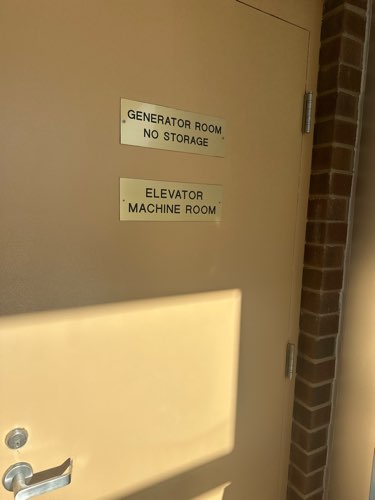 GENERATOR ROOM
NO STORAGE
ELEVATOR
MACHINE ROOM